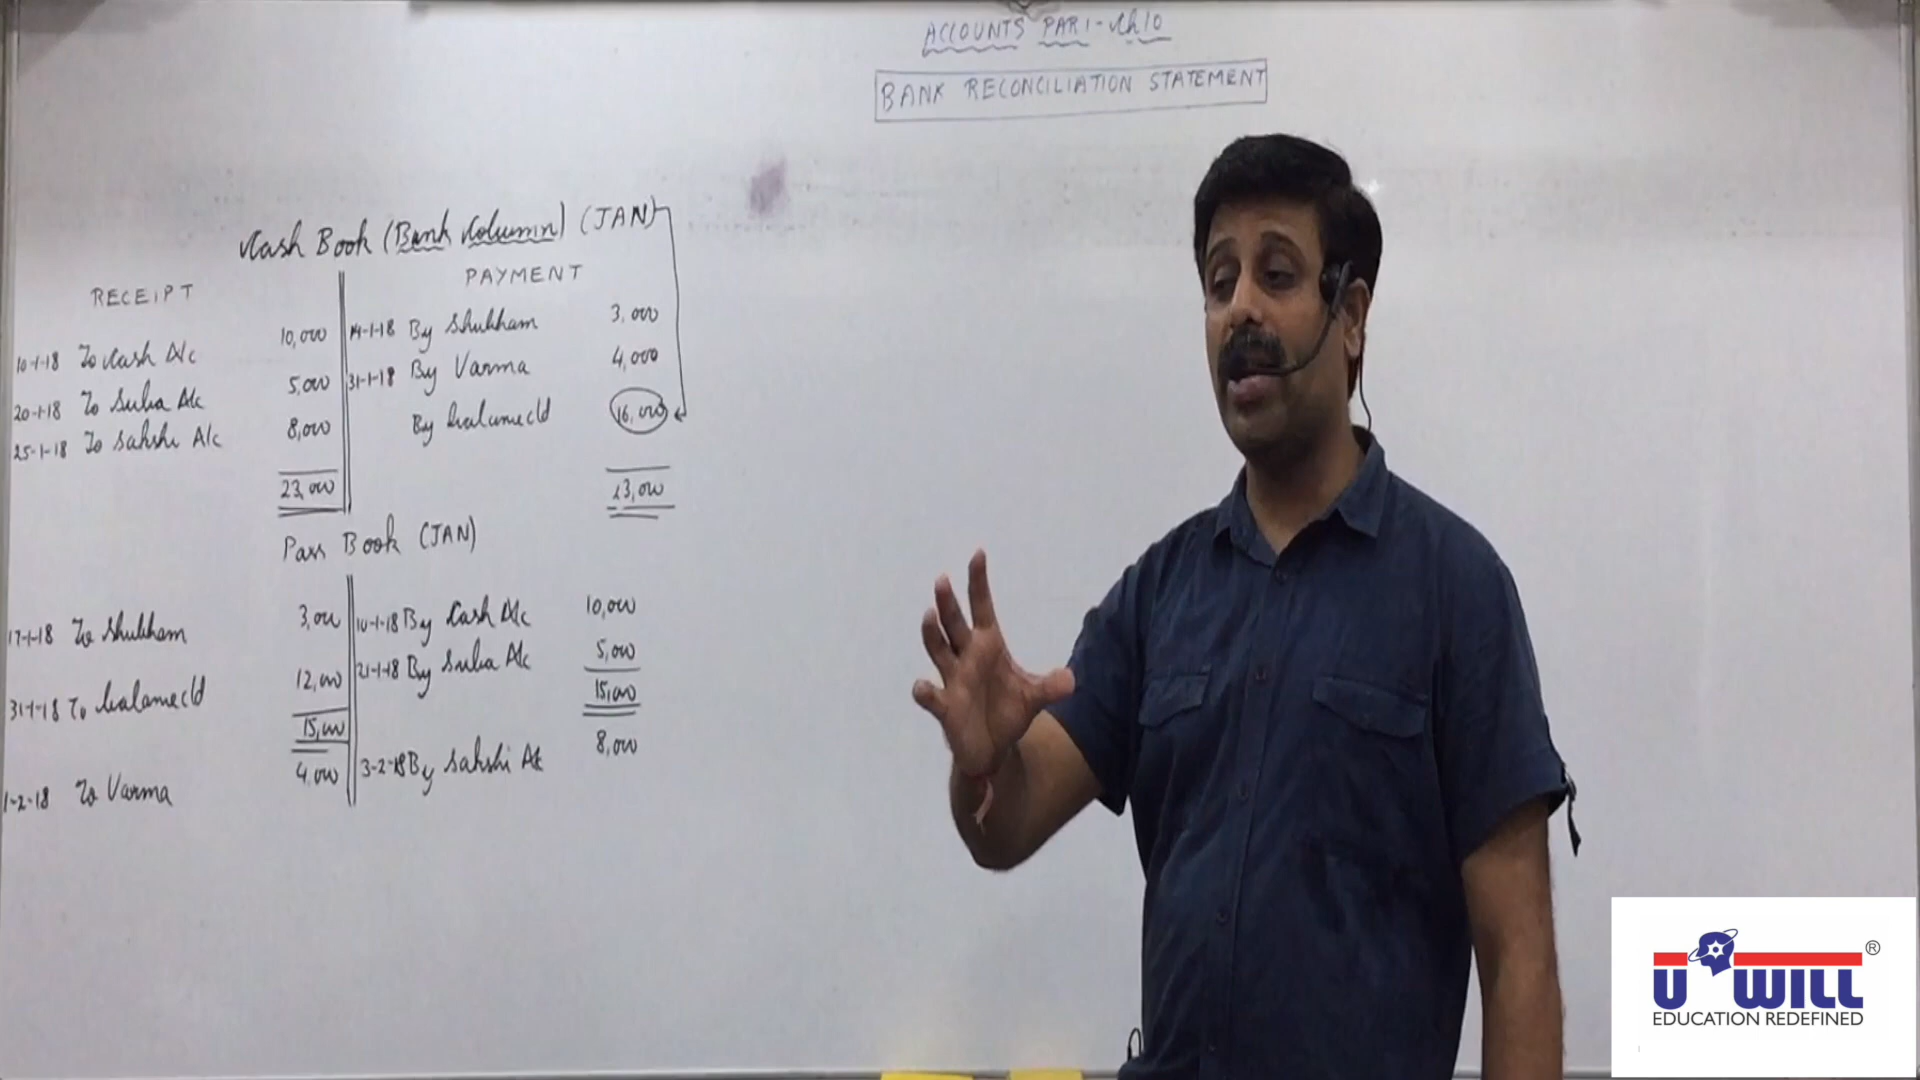 ACCOUNTS PART-Ch10
BANK RECONCILIATION STATEMENT
Cash Book (Bank Column) (JAN)
RECEIPT PAYMENT
10-1-18 To Cash A/c 10,000 14-1-18 By Shubham 3,000
20-1-18 To Suba A/c 5,000 31-1-18 By Varma 4,000
25-1-18 To Sakshi A/c 8,000 By balance c/d 16,000
23,000 23,000
Pass Book (JAN)
17-1-18 To Shubham 3,000 10-1-18 By Cash A/c 10,000
31-1-18 To balance c/d 12,000 21-1-18 By Suba A/c 5,000
15,000 15,000
1-2-18 To Varma 4,000 3-2-18 By Sakshi A/c 8,000
U WILL ®
EDUCATION REDEFINED